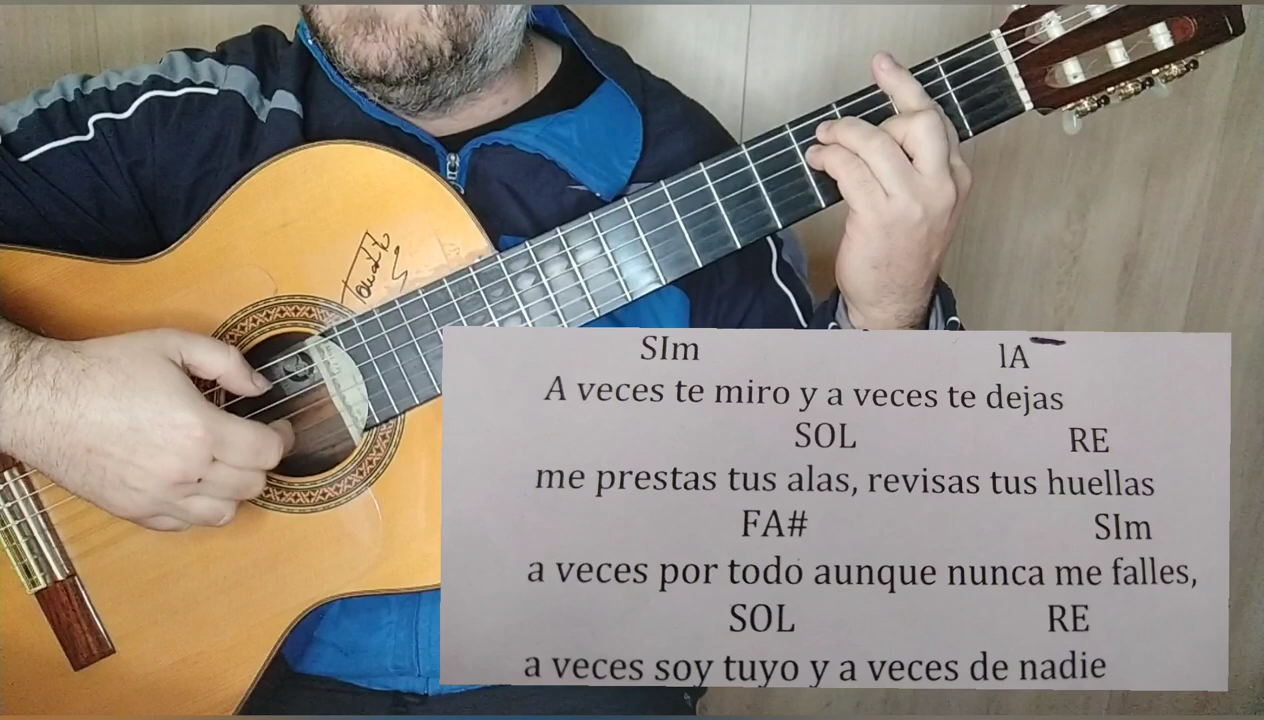 Tomatito
SIm lA
A veces te miro y a veces te dejas
SOL RE
me prestas tus alas, revisas tus huellas
FA# SIm
a veces por todo aunque nunca me falles,
SOL RE
a veces soy tuyo y a veces de nadie